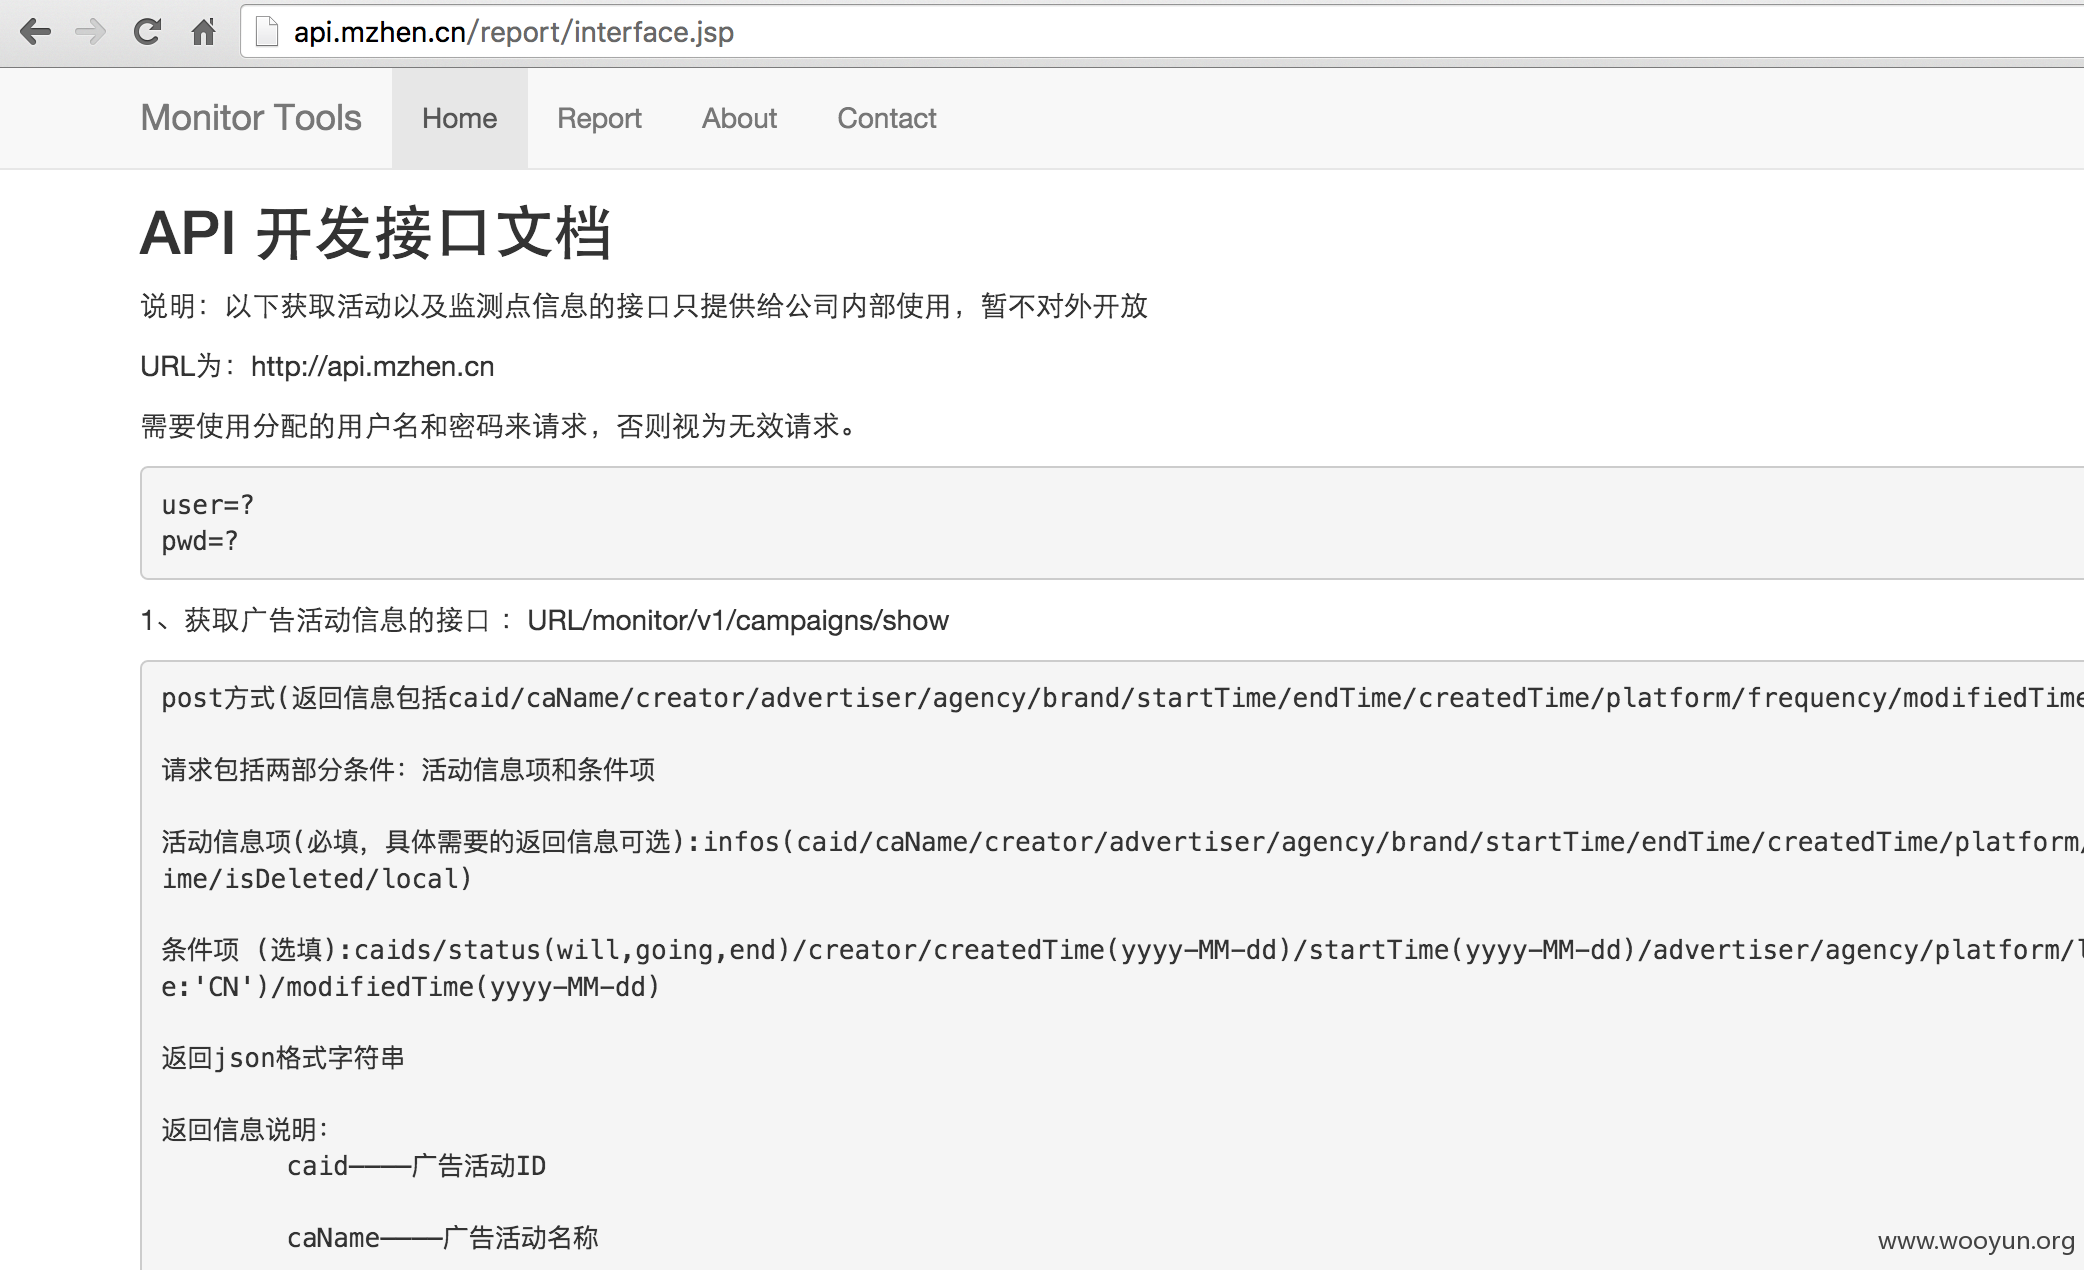 api.mzhen.cn/report/interface.jsp
Monitor Tools Home Report About Contact
API 开发接口文档
说明：以下获取活动以及监测点信息的接口只提供给公司内部使用，暂不对外开放
URL为：http://api.mzhen.cn
需要使用分配的用户名和密码来请求，否则视为无效请求。
user=?
pwd=?
1、获取广告活动信息的接口 ：URL/monitor/v1/campaigns/show
post方式(返回信息包括caid/caName/creator/advertiser/agency/brand/startTime/endTime/createdTime/platform/frequency/modifiedTime
请求包括两部分条件：活动信息项和条件项
活动信息项(必填，具体需要的返回信息可选):infos(caid/caName/creator/advertiser/agency/brand/startTime/endTime/createdTime/platform/
ime/isDeleted/local)
条件项 (选填):caids/status(will,going,end)/creator/createdTime(yyyy-MM-dd)/startTime(yyyy-MM-dd)/advertiser/agency/platform/l
e:'CN')/modifiedTime(yyyy-MM-dd)
返回json格式字符串
返回信息说明：
caid————广告活动ID
caName————广告活动名称
www.wooyun.org